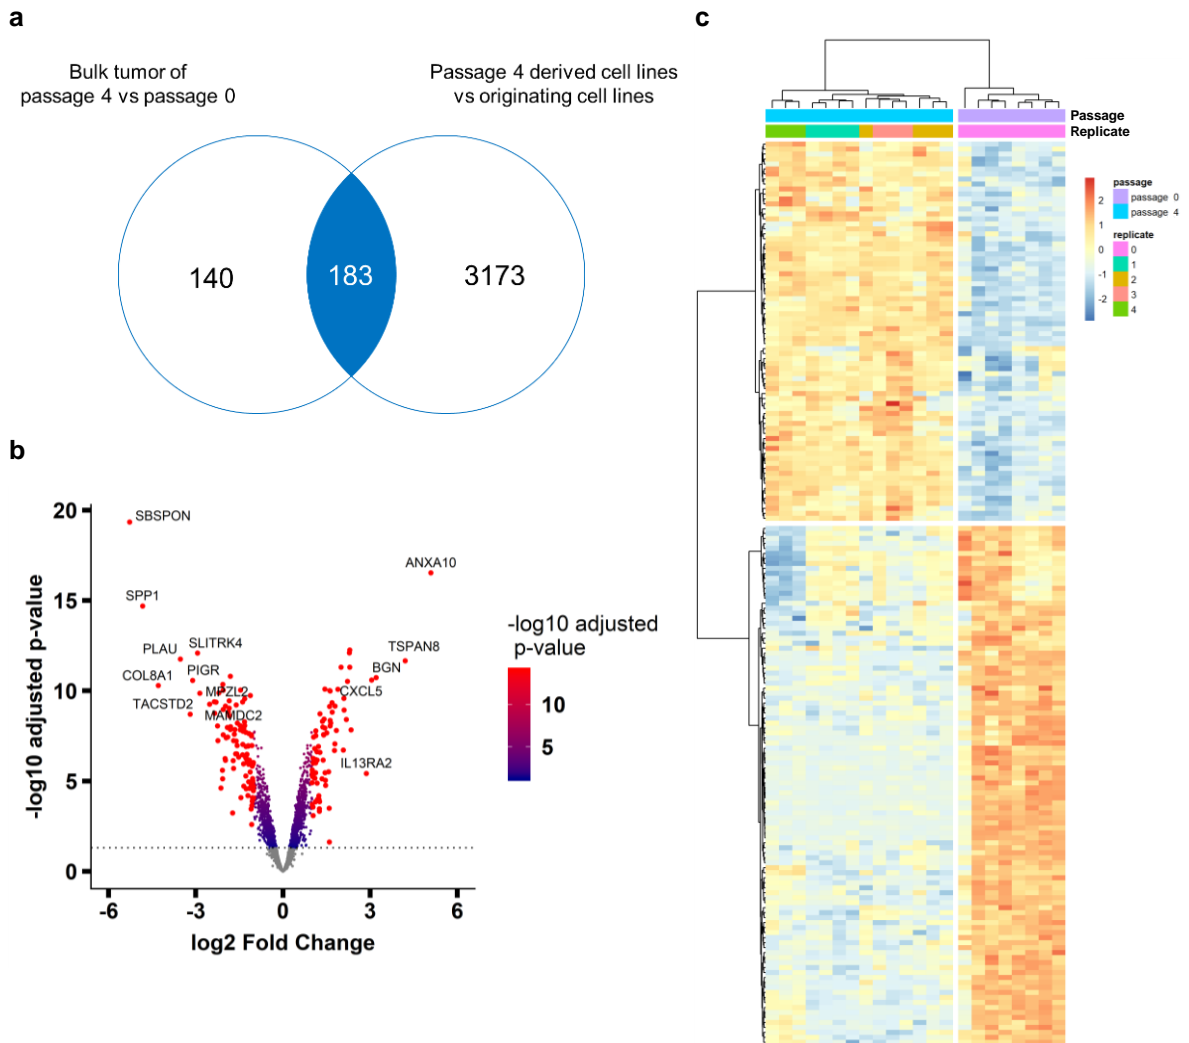 a
Bulk tumor of
passage 4 vs passage 0
Passage 4 derived cell lines
vs originating cell lines
140
183
3173
b
20
15
10
5
0
-log10 adjusted p-value
SBSPON
ANXA10
SPP1
PLAU
SLITRK4
TSPAN8
COL8A1
PIGR
BGN
MPZL2
CXCL5
TACSTD2
MAMDC2
IL13RA2
-6
-3
0
3
6
log2 Fold Change
-log10 adjusted
p-value
10
5
c
Passage
Replicate
2
1
0
-1
-2
passage
passage 0
passage 4
replicate
0
1
2
3
4